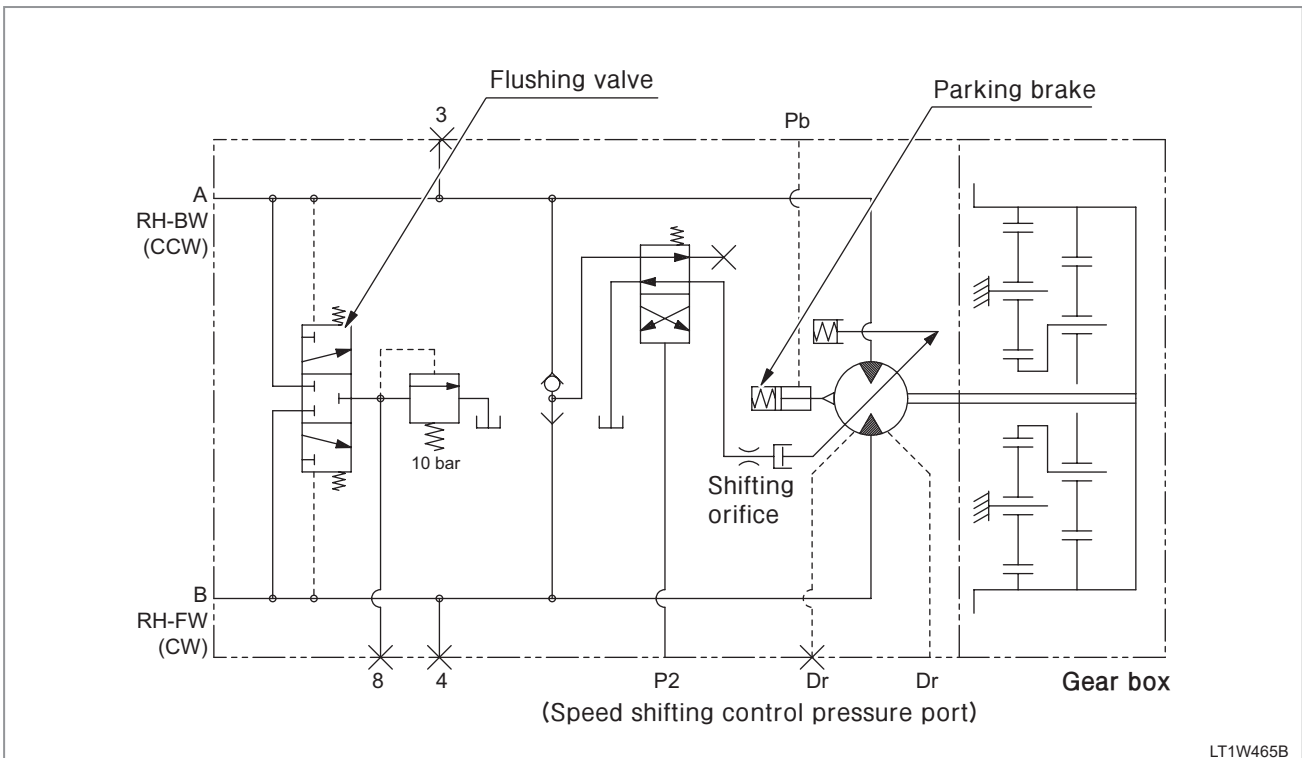 Flushing valve
Parking brake
3
Pb
A
RH-BW
(CCW)
10 bar
Shifting
orifice
B
RH-FW
(CW)
8
4
P2
Dr
Dr
Gear box
(Speed shifting control pressure port)
LT1W465B